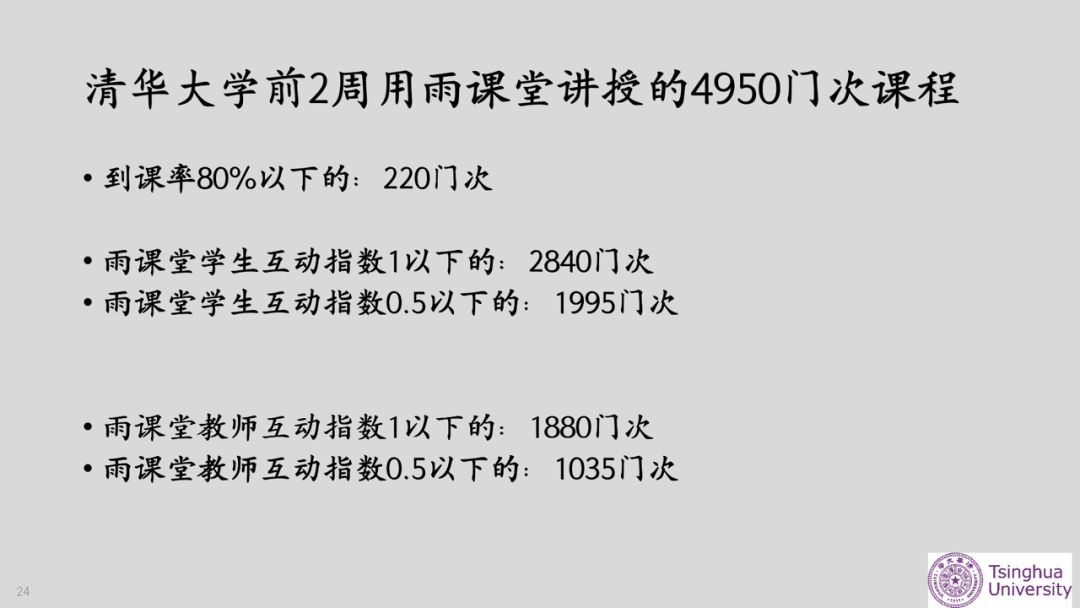 清华大学前2周用雨课堂讲授的4950门次课程
• 到课率80%以下的：220门次
• 雨课堂学生互动指数1以下的：2840门次
• 雨课堂学生互动指数0.5以下的：1995门次
• 雨课堂教师互动指数1以下的：1880门次
• 雨课堂教师互动指数0.5以下的：1035门次
24
Tsinghua
University